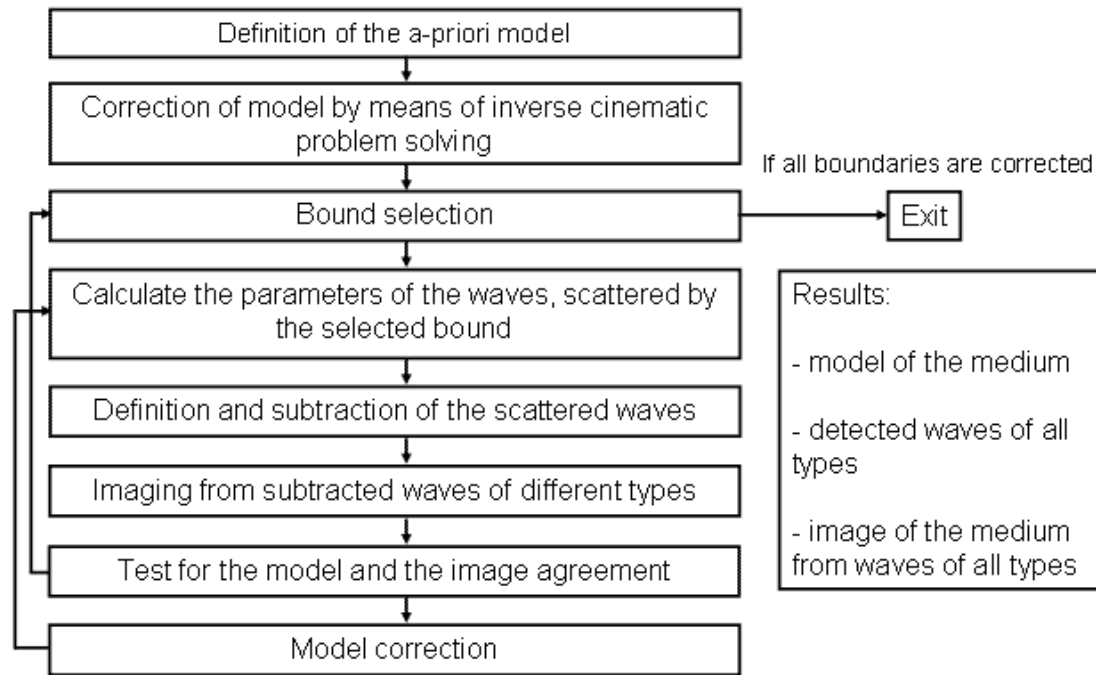 Definition of the a-priori model
Correction of model by means of inverse cinematic
problem solving
If all boundaries are corrected
Bound selection
Exit
Calculate the parameters of the waves, scattered by
the selected bound
Definition and subtraction of the scattered waves
Imaging from subtracted waves of different types
Test for the model and the image agreement
Model correction
Results:
- model of the medium
- detected waves of all
types
- image of the medium
from waves of all types